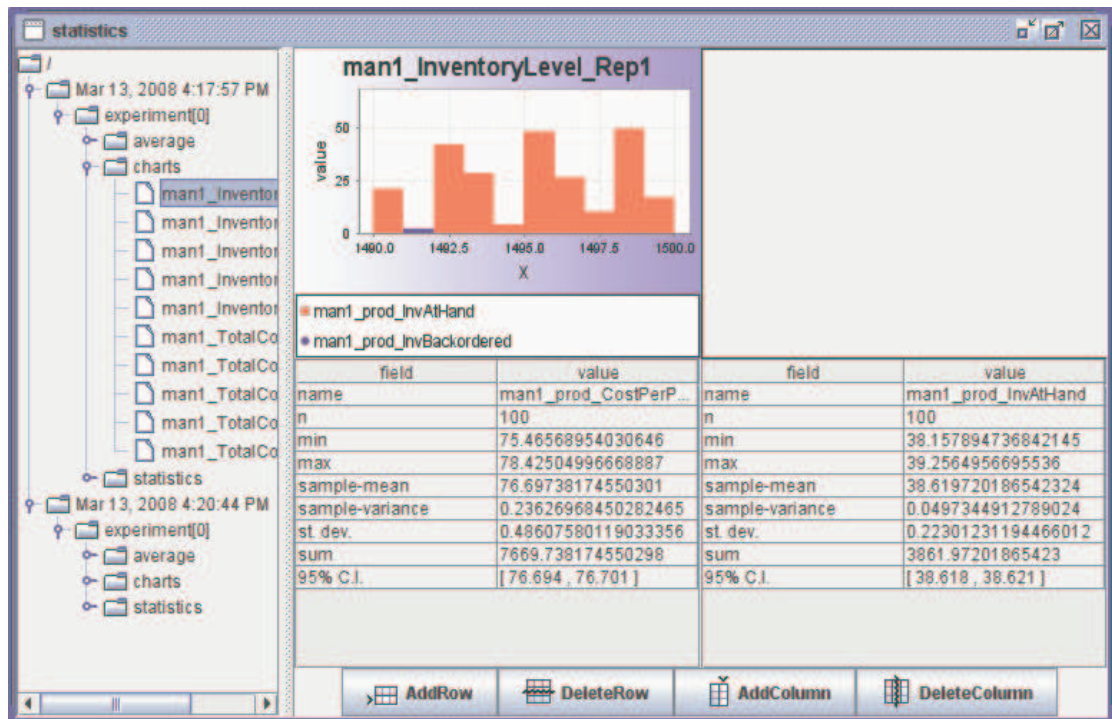 statistics
/
Mar 13, 2008 4:17:57 PM
experiment[0]
average
charts
man1_Inventor
man1_Inventor
man1_Inventor
man1_Inventor
man1_Inventor
man1_TotalCo
man1_TotalCo
man1_TotalCo
man1_TotalCo
man1_TotalCo
statistics
Mar 13, 2008 4:20:44 PM
experiment[0]
average
charts
statistics
man1_InventoryLevel_Rep1
value
50
25
0
1490.0 1492.5 1495.0 1497.5 1500.0
X
man1_prod_InvAtHand
man1_prod_InvBackordered
field value field value
name man1_prod_CostPerP... name man1_prod_InvAtHand
n 100 n 100
min 75.46568954030646 min 38.157894736842145
max 78.42504996668887 max 39.2564956695536
sample-mean 76.69738174550301 sample-mean 38.619720186542324
sample-variance 0.23626968450282465 sample-variance 0.0497344912789024
st. dev. 0.48607580119033356 st. dev. 0.22301231194466012
sum 7669.738174550298 sum 3861.97201865423
95% C.I. [ 76.694 , 76.701 ] 95% C.I. [ 38.618 , 38.621 ]
AddRow DeleteRow AddColumn DeleteColumn